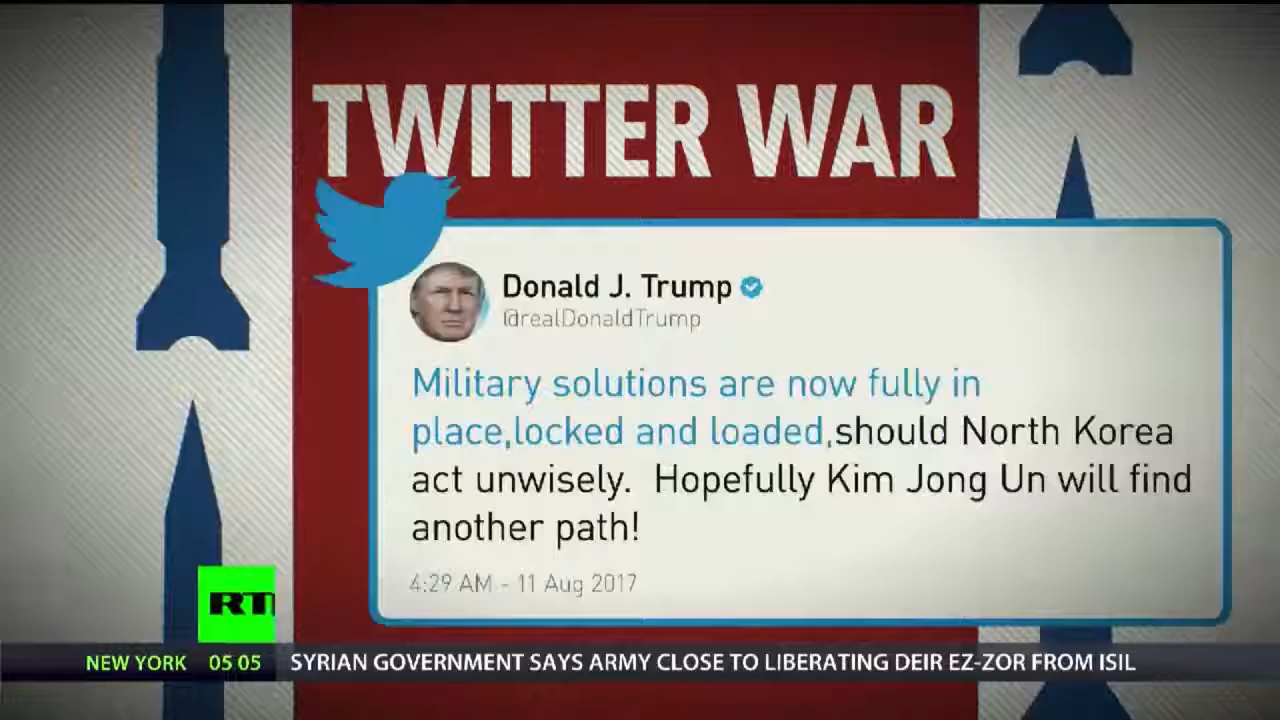 TWITTER WAR
Donald J. Trump
@realDonaldTrump
Military solutions are now fully in
place,locked and loaded,should North Korea
act unwisely.  Hopefully Kim Jong Un will find
another path!
4:29 AM - 11 Aug 2017
RT
NEW YORK 05 05 SYRIAN GOVERNMENT SAYS ARMY CLOSE TO LIBERATING DEIR EZ-ZOR FROM ISIL